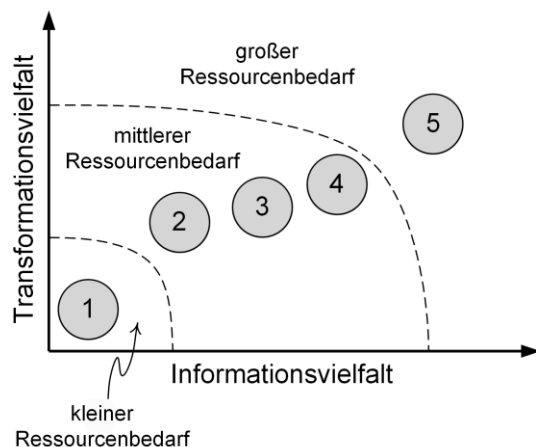 großer
Ressourcenbedarf
mittlerer
Ressourcenbedarf
5
4
3
2
1
Transformationsvielfalt
Informationsvielfalt
kleiner
Ressourcenbedarf